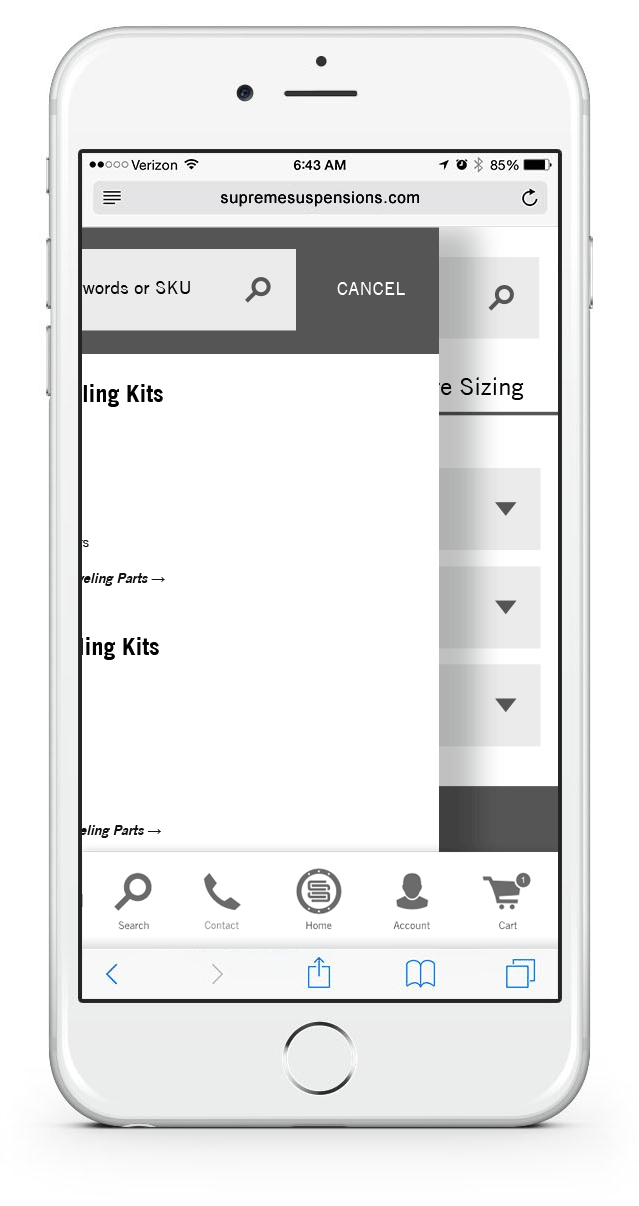 Verizon 6:43 AM 85%
supremesuspensions.com
words or SKU CANCEL
ling Kits
e Sizing
rs
veling Parts →
ling Kits
eling Parts →
1
Search Contact Home Account Cart